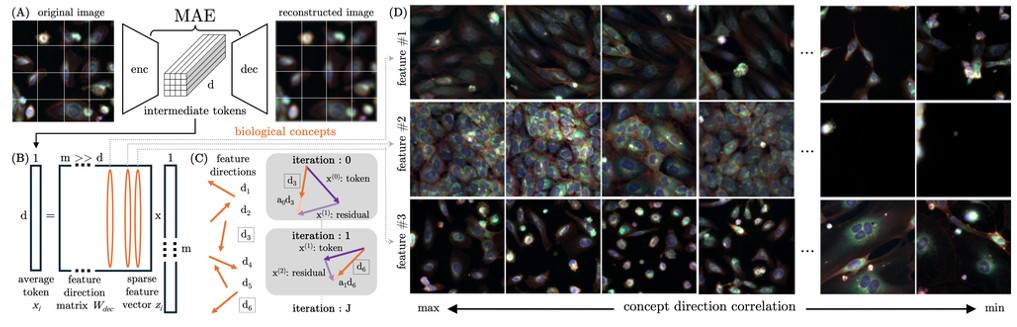 (A) original image
MAE
reconstructed image
enc
dec
d
intermediate tokens
biological concepts
(B)
1
m >> d
1
d
=
x
m
average
token
x_j
feature
direction
matrix W_dec
sparse
feature
vector z_i
(C)
feature
directions
d₁
d₂
d₃
d₄
d₅
d₆
iteration : 0
d₃
x⁽⁰⁾: token
a₀d₃
x⁽¹⁾: residual
iteration : 1
x⁽¹⁾: token
x⁽²⁾: residual
d₆
a₁d₆
iteration : J
(D)
feature #1
...
feature #2
...
feature #3
...
max
concept direction correlation
min